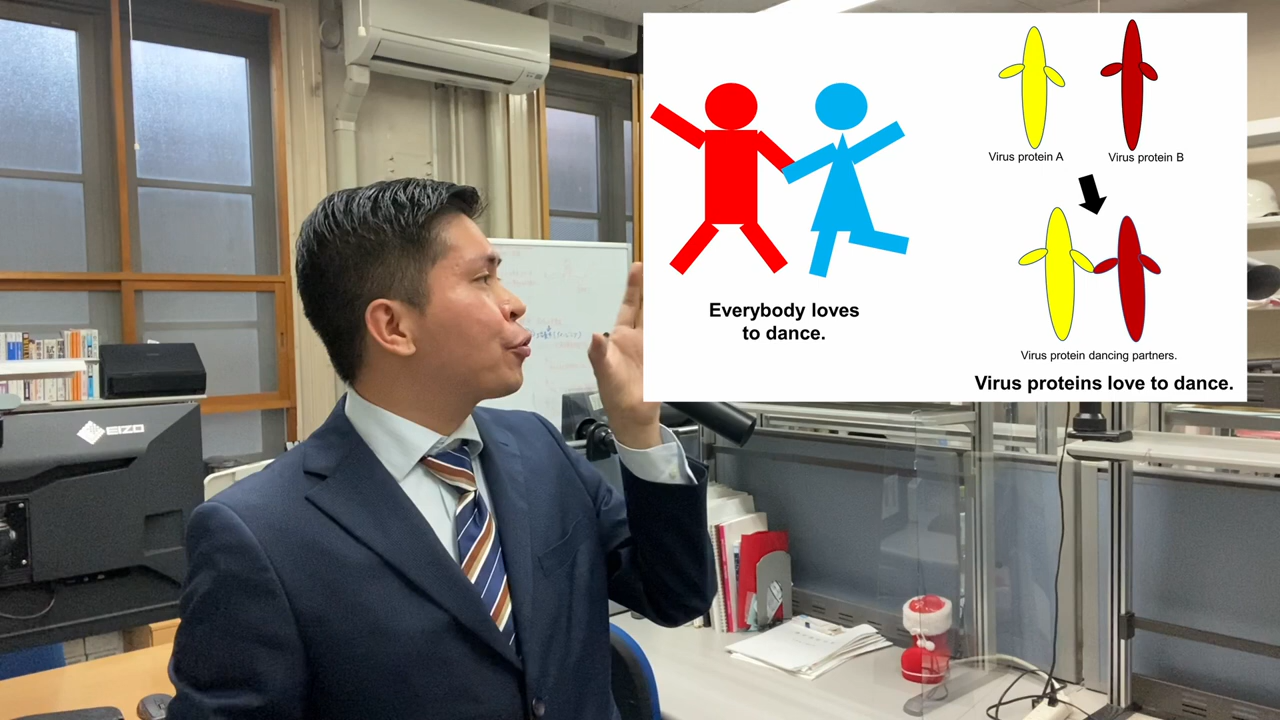 EIZO
Everybody loves
to dance.
Virus protein A
Virus protein B
Virus protein dancing partners.
Virus proteins love to dance.